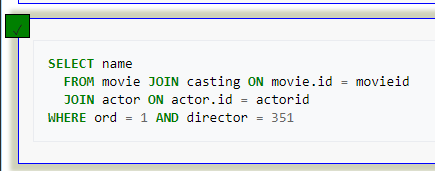 SELECT name
FROM movie JOIN casting ON movie.id = movieid
JOIN actor ON actor.id = actorid
WHERE ord = 1 AND director = 351